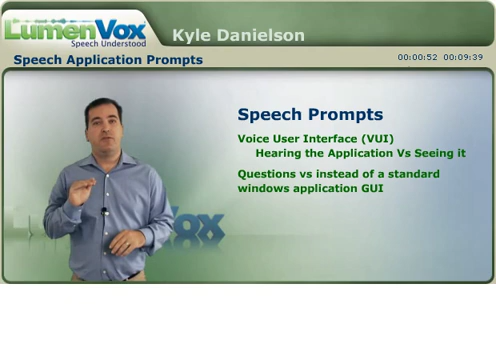 LumenVox
Speech Understood
Kyle Danielson
Speech Application Prompts
00:00:52 00:09:39
Speech Prompts
Voice User Interface (VUI)
Hearing the Application Vs Seeing it
Questions vs instead of a standard
windows application GUI
Vox